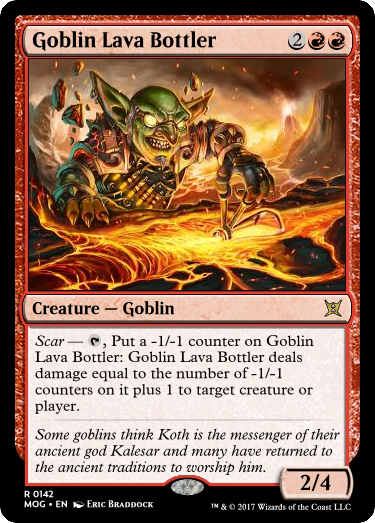 Goblin Lava Bottler 2
Creature — Goblin
Scar — , Put a -1/-1 counter on Goblin
Lava Bottler: Goblin Lava Bottler deals
damage equal to the number of -1/-1
counters on it plus 1 to target creature or
player.
Some goblins think Koth is the messenger of their
ancient god Kalesar and many have returned to
the ancient traditions to worship him.
2/4
R 0142
MOG • EN Eric Braddock
™ & © 2017 Wizards of the Coast LLC